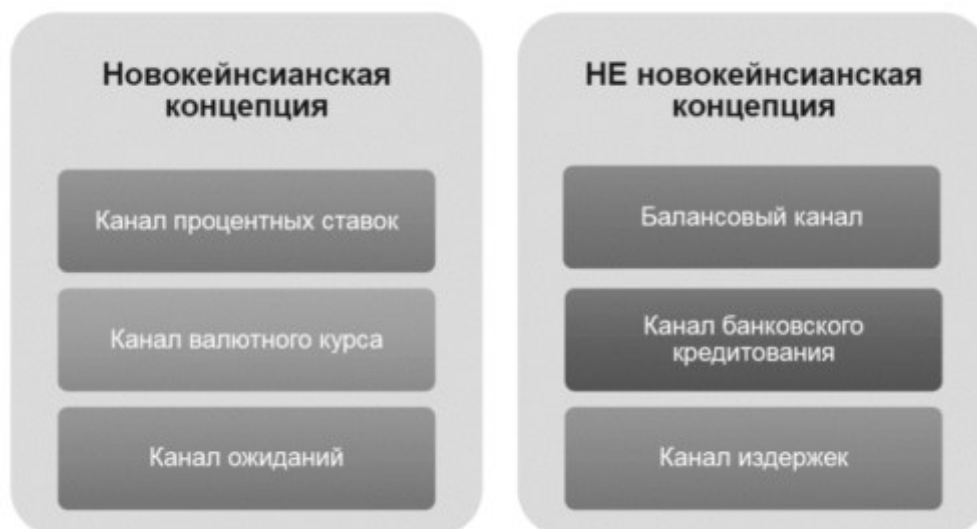 Новокейнсианская
концепция
Канал процентных ставок
Канал валютного курса
Канал ожиданий
НЕ новокейнсианская
концепция
Балансовый канал
Канал банковского
кредитования
Канал издержек